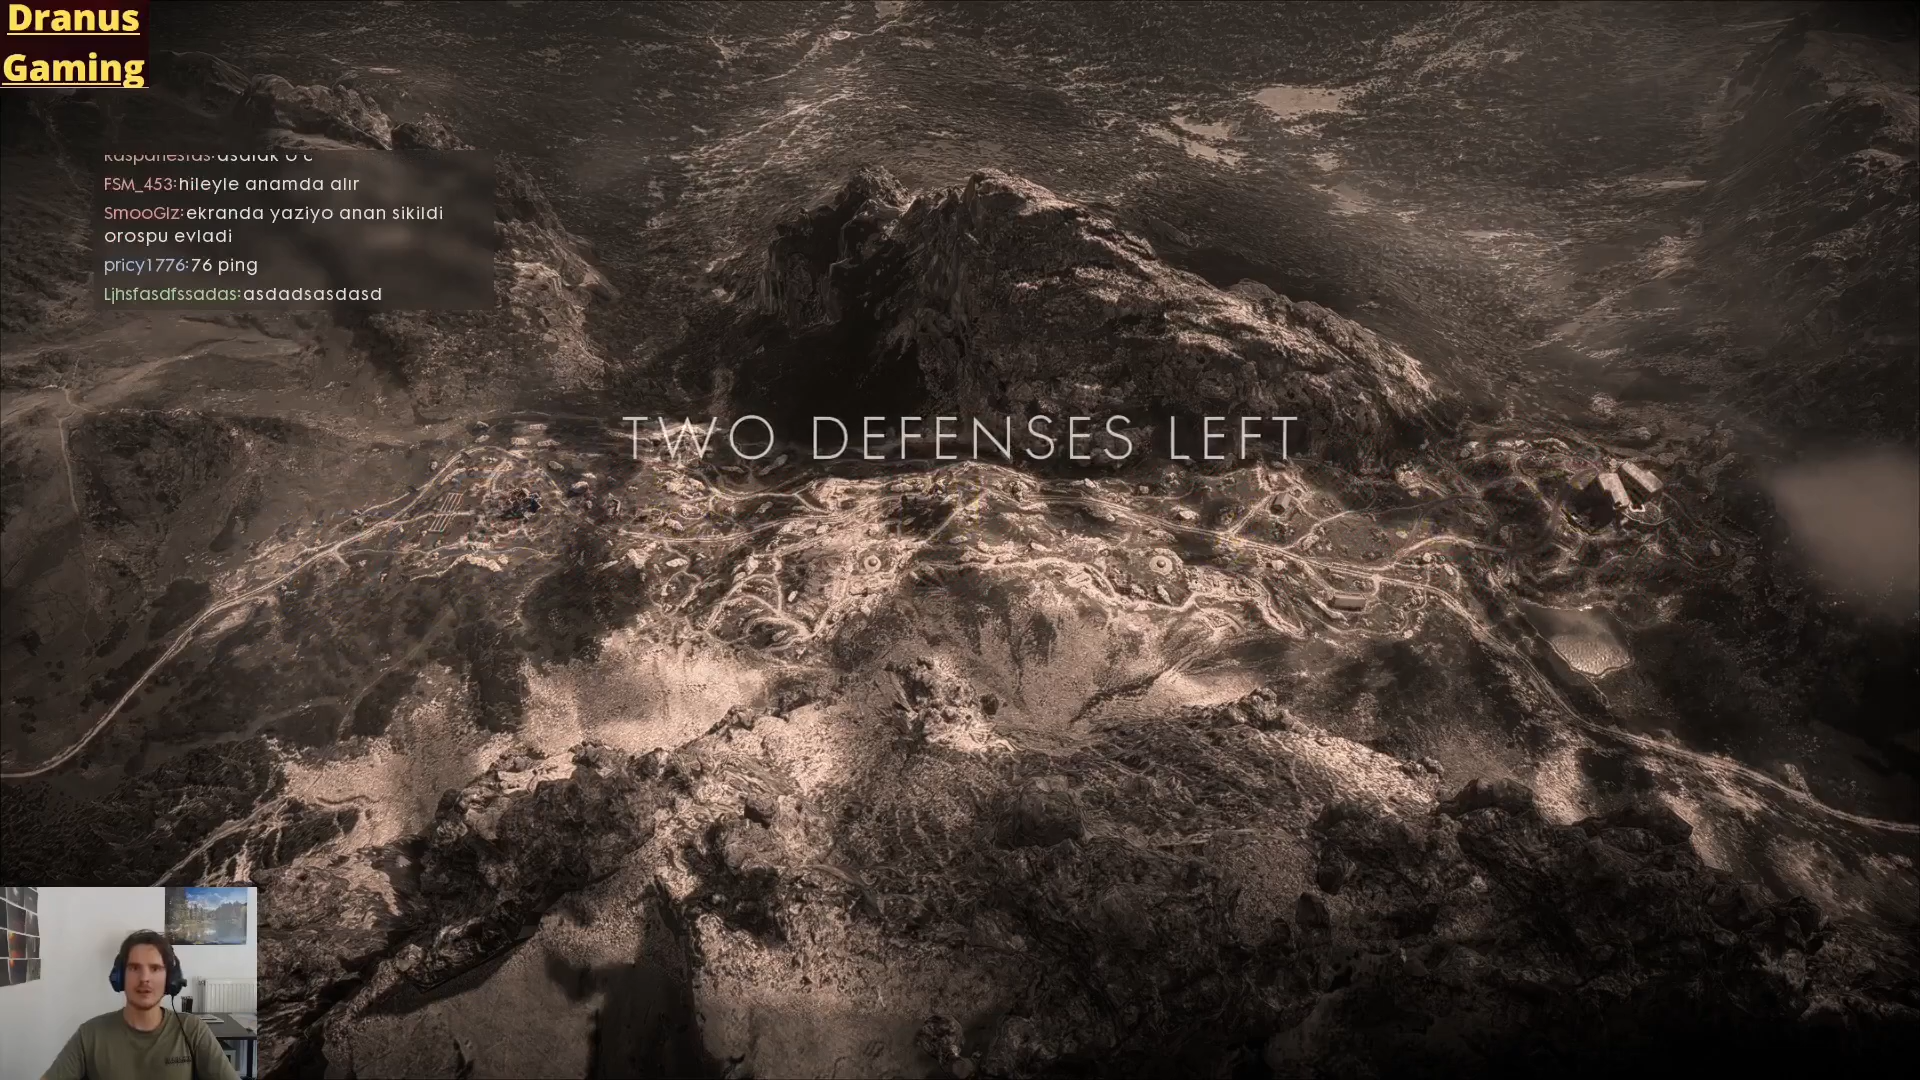 Dranus
Gaming
FSM_453:hileyle anamda alır
SmooGlz:ekranda yaziyo anan sikildi
orospu evladi
pricy1776:76 ping
Ljhsfasdfssadas:asdadsasdasd
TWO DEFENSES LEFT